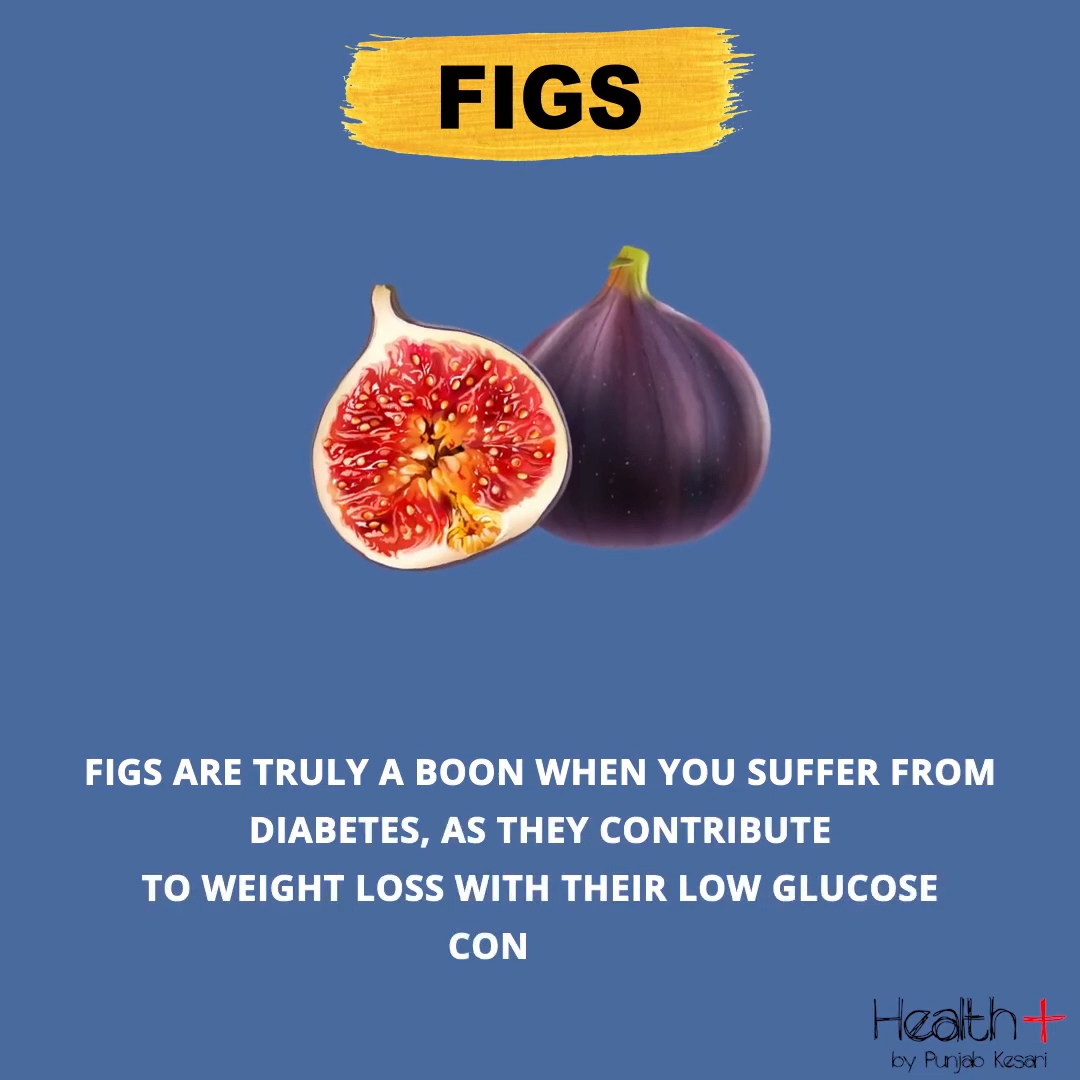 FIGS
FIGS ARE TRULY A BOON WHEN YOU SUFFER FROM
DIABETES, AS THEY CONTRIBUTE
TO WEIGHT LOSS WITH THEIR LOW GLUCOSE
CON
Health+
by Punjab Kesari